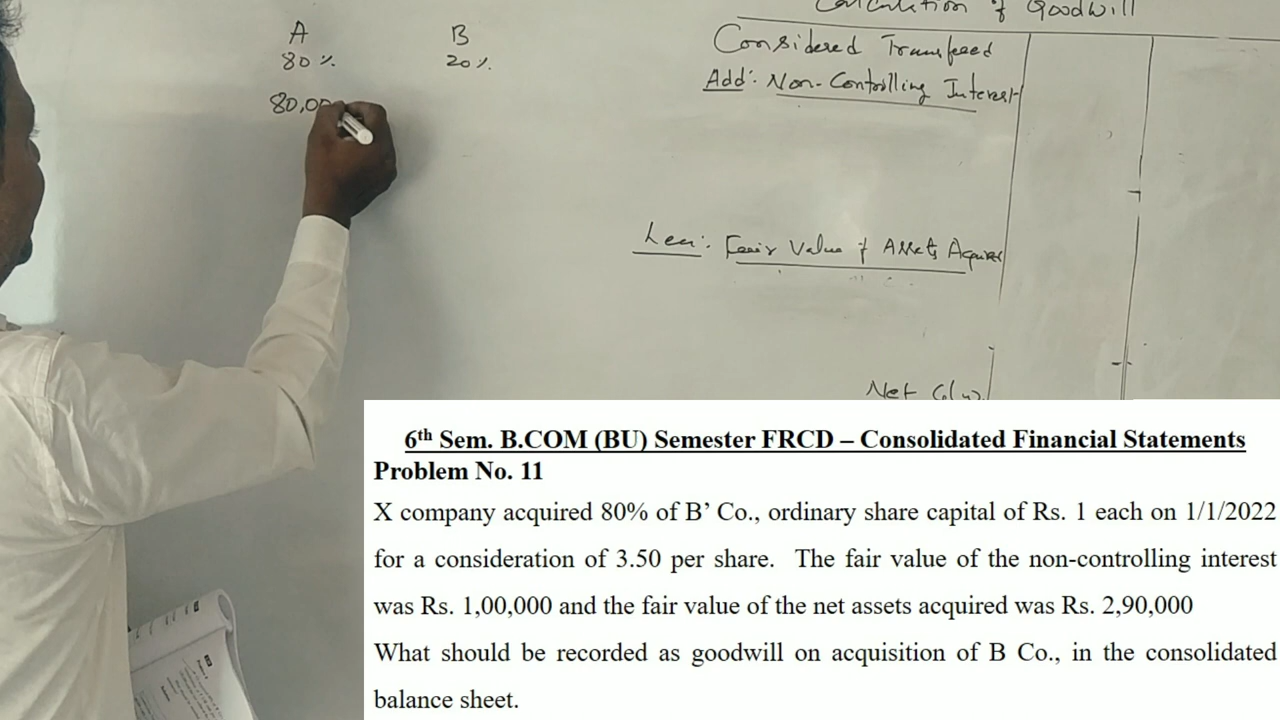 Calculation of Goodwill
A B
80% 20%
80,00
Considered Transfeed
Add: Non-Controlling Interest
Less: Fair Value of Assets Acquired
Net G/w.
6th Sem. B.COM (BU) Semester FRCD – Consolidated Financial Statements
Problem No. 11
X company acquired 80% of B’ Co., ordinary share capital of Rs. 1 each on 1/1/2022
for a consideration of 3.50 per share. The fair value of the non-controlling interest
was Rs. 1,00,000 and the fair value of the net assets acquired was Rs. 2,90,000
What should be recorded as goodwill on acquisition of B Co., in the consolidated
balance sheet.